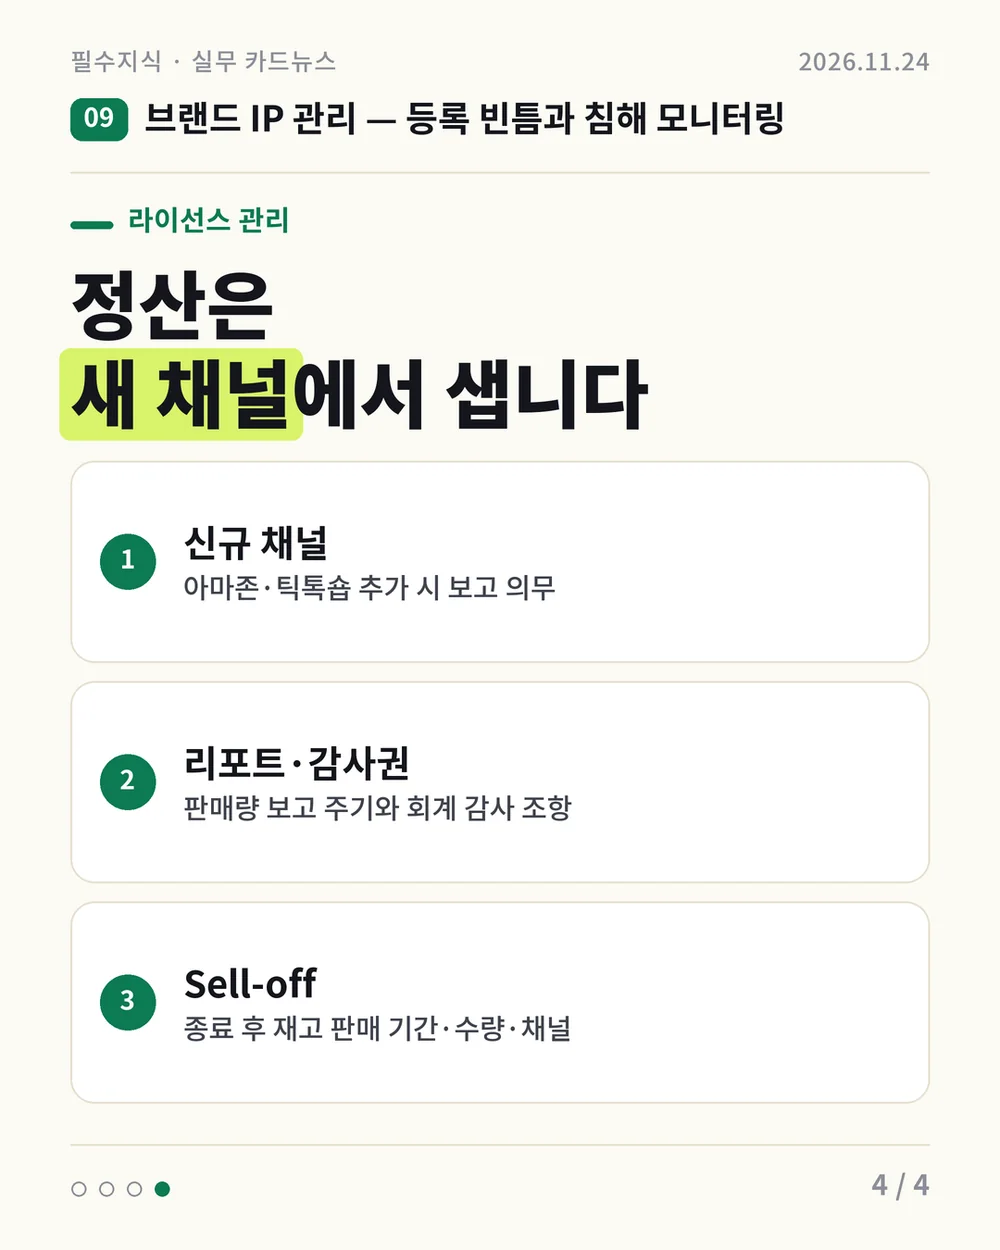 필수지식 · 실무 카드뉴스
2026.11.24
09 브랜드 IP 관리 — 등록 빈틈과 침해 모니터링
라이선스 관리
정산은
새 채널에서 샙니다
1
신규 채널
아마존·틱톡숍 추가 시 보고 의무
2
리포트·감사권
판매량 보고 주기와 회계 감사 조항
3
Sell-off
종료 후 재고 판매 기간·수량·채널
4 / 4